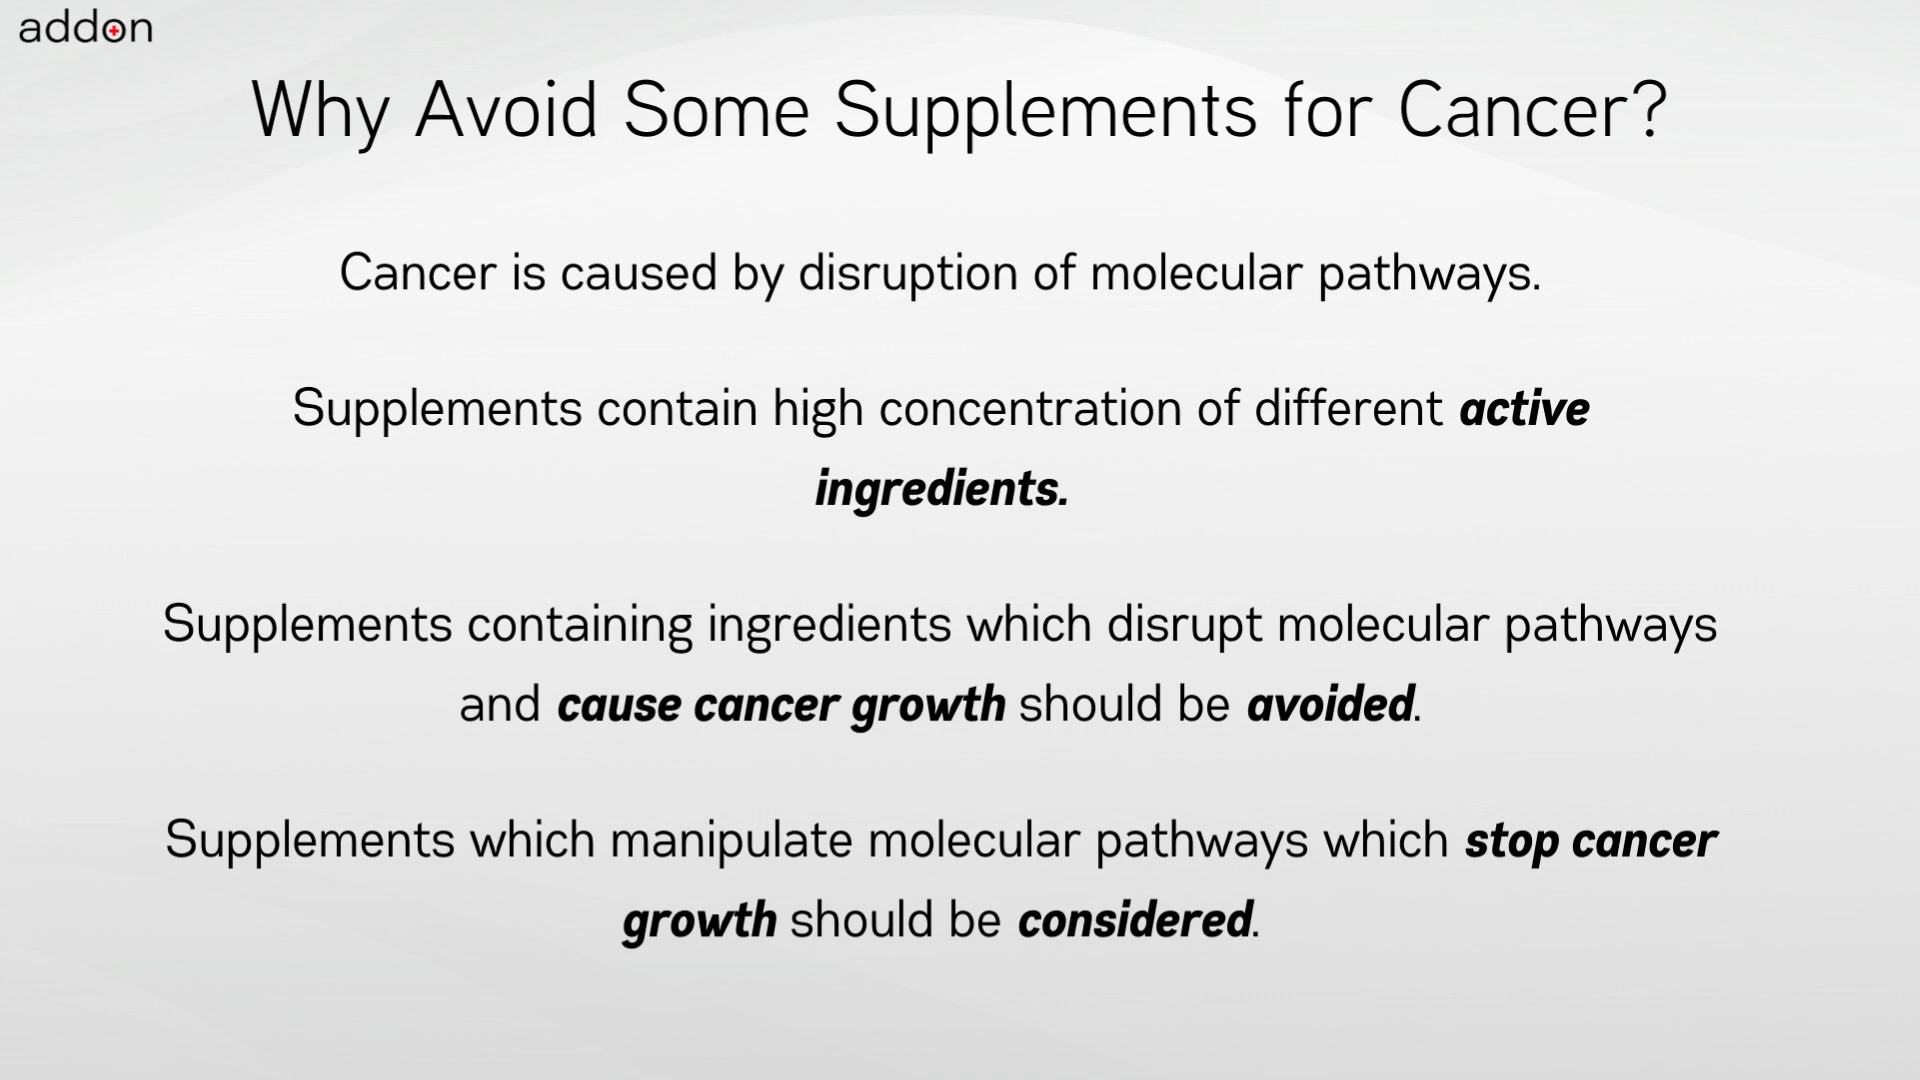 addon
Why Avoid Some Supplements for Cancer?
Cancer is caused by disruption of molecular pathways.
Supplements contain high concentration of different active
ingredients.
Supplements containing ingredients which disrupt molecular pathways
and cause cancer growth should be avoided.
Supplements which manipulate molecular pathways which stop cancer
growth should be considered.